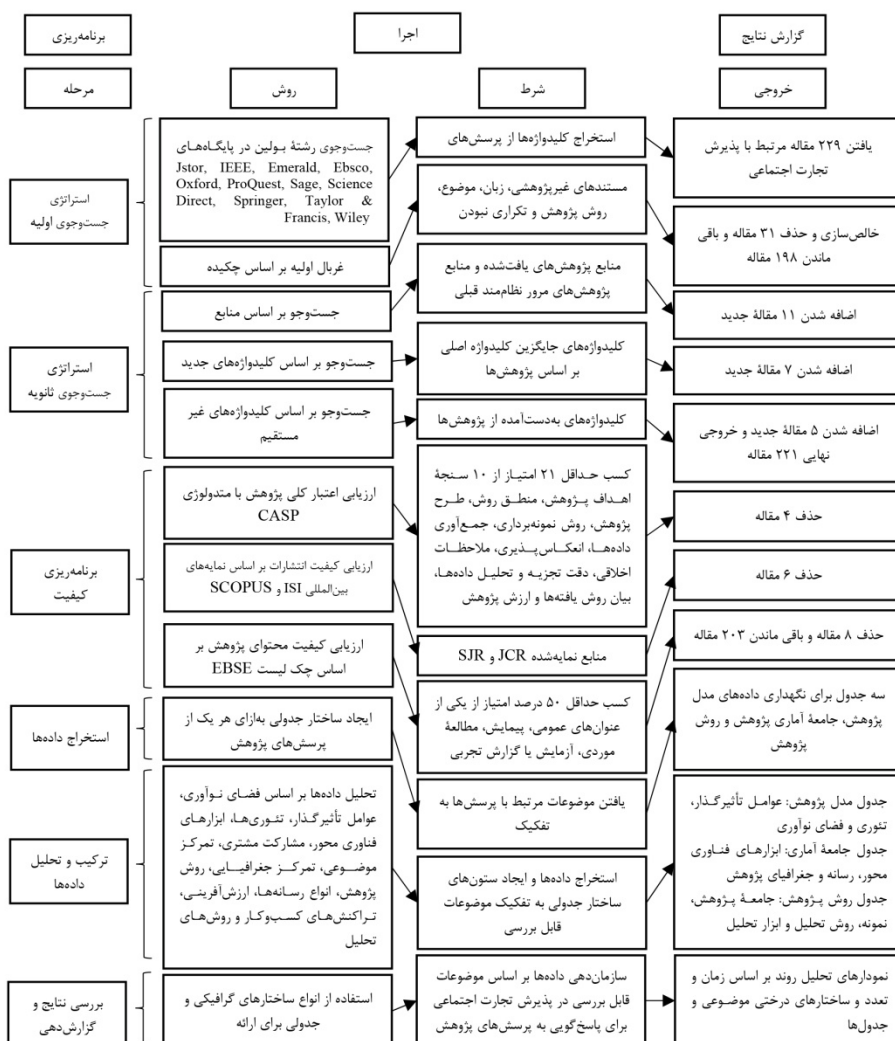 برنامه‌ریزی
اجرا
گزارش نتایج
مرحله
روش
شرط
خروجی
استراتژی
جست‌وجوی اولیه
جست‌وجوی رشتهٔ بولین در پایگاه‌های
Jstor, IEEE, Emerald, Ebsco,
Oxford, ProQuest, Sage, Science
Direct, Springer, Taylor &
Francis, Wiley
استخراج کلیدواژه‌ها از پرسش‌های
یافتن ۲۲۹ مقاله مرتبط با پذیرش
تجارت اجتماعی
غربال اولیه بر اساس چکیده
مستندهای غیرپژوهشی، زبان، موضوع،
روش پژوهش و تکراری نبودن
خالص‌سازی و حذف ۳۱ مقاله و باقی
ماندن ۱۹۸ مقاله
استراتژی
جست‌وجوی ثانویه
جست‌وجو بر اساس منابع
منابع پژوهش‌های یافت‌شده و منابع
پژوهش‌های مرور نظام‌مند قبلی
اضافه شدن ۱۱ مقالهٔ جدید
جست‌وجو بر اساس کلیدواژه‌های جدید
کلیدواژه‌های جایگزین کلیدواژه اصلی
بر اساس پژوهش‌ها
اضافه شدن ۷ مقالهٔ جدید
جست‌وجو بر اساس کلیدواژه‌های غیر
مستقیم
کلیدواژه‌های به‌دست‌آمده از پژوهش‌ها
اضافه شدن ۵ مقالهٔ جدید و خروجی
نهایی ۲۲۱ مقاله
برنامه‌ریزی
کیفیت
ارزیابی اعتبار کلی پژوهش با متدولوژی
CASP
کسب حداقل ۲۱ امتیاز از ۱۰ سنجهٔ
اهداف پژوهش، منطق روش، طرح
پژوهش، روش نمونه‌برداری، جمع‌آوری
داده‌ها، انعکاس‌پذیری، ملاحظات
اخلاقی، دقت تجزیه و تحلیل داده‌ها،
بیان روش یافته‌ها و ارزش پژوهش
حذف ۴ مقاله
ارزیابی کیفیت انتشارات بر اساس نمایه‌های
بین‌المللی ISI و SCOPUS
منابع نمایه‌شده JCR و SJR
حذف ۶ مقاله
ارزیابی کیفیت محتوای پژوهش بر
اساس چک لیست EBSE
کسب حداقل ۵۰ درصد امتیاز از یکی از
عنوان‌های عمومی، پیمایش، مطالعهٔ
موردی، آزمایش یا گزارش تجربی
حذف ۸ مقاله و باقی ماندن ۲۰۳ مقاله
استخراج داده‌ها
ایجاد ساختار جدولی به‌ازای هر یک از
پرسش‌های پژوهش
یافتن موضوعات مرتبط با پرسش‌ها به
تفکیک
سه جدول برای نگهداری داده‌های مدل
پژوهش، جامعهٔ آماری پژوهش و روش
پژوهش
ترکیب و تحلیل
داده‌ها
تحلیل داده‌ها بر اساس فضای نوآوری،
عوامل تأثیرگذار، تئوری‌ها، ابزارهای
فناوری محور، مشارکت مشتری، تمرکز
موضوعی، تمرکز جغرافیایی، روش
پژوهش، انواع رسانه‌ها، ارزش‌آفرینی،
تراکنش‌های کسب‌وکار و روش‌های
تحلیل
استخراج داده‌ها و ایجاد ستون‌های
ساختار جدولی به تفکیک موضوعات
قابل بررسی
جدول مدل پژوهش: عوامل تأثیرگذار،
تئوری و فضای نوآوری
جدول جامعهٔ آماری: ابزارهای فناوری
محور، رسانه و جغرافیای پژوهش
جدول روش پژوهش: جامعهٔ پژوهش،
نمونه، روش تحلیل و ابزار تحلیل
بررسی نتایج و
گزارش‌دهی
استفاده از انواع ساختارهای گرافیکی و
جدولی برای ارائه
سازمان‌دهی داده‌ها بر اساس موضوعات
قابل بررسی در پذیرش تجارت اجتماعی
برای پاسخ‌گویی به پرسش‌های پژوهش
نمودارهای تحلیل روند بر اساس زمان و
تعدد و ساختارهای درختی موضوعی و
جدول‌ها